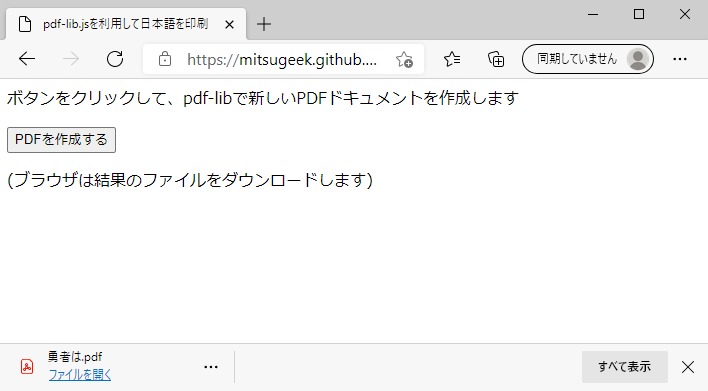 pdf-lib.jsを利用して日本語を印刷
https://mitsugeek.github....
同期していません
ボタンをクリックして、pdf-libで新しいPDFドキュメントを作成します
PDFを作成する
(ブラウザは結果のファイルをダウンロードします)
勇者は.pdf
ファイルを開く
すべて表示